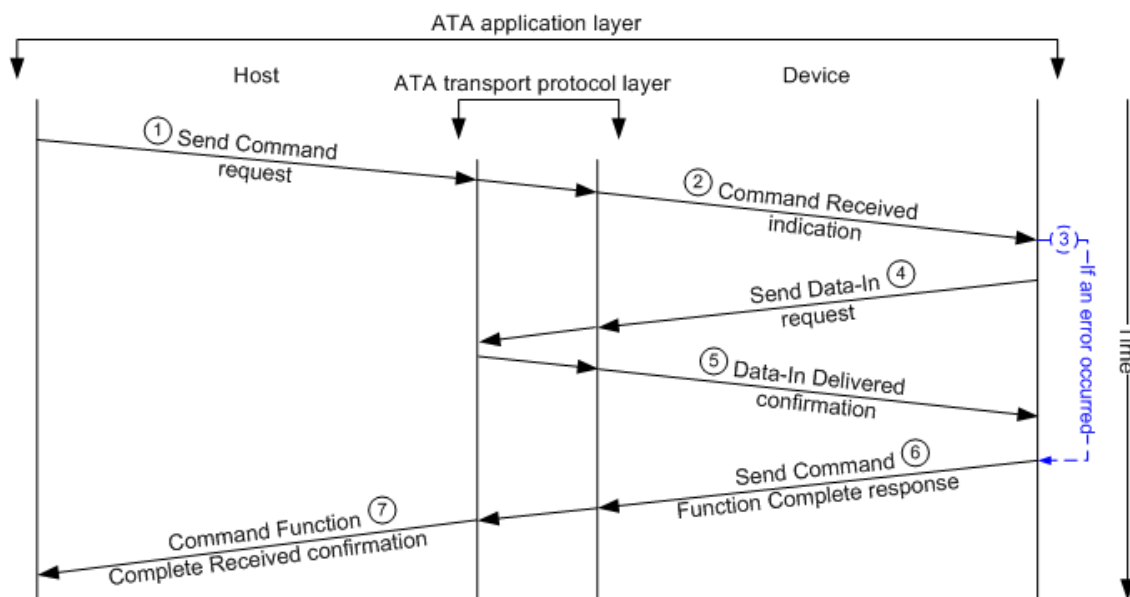 ATA application layer
Host
Device
ATA transport protocol layer
① Send Command
request
② Command Received
indication
(3)
If an error occurred
Send Data-In ④
request
Time
⑤ Data-In Delivered
confirmation
Send Command ⑥
Function Complete response
Command Function ⑦
Complete Received confirmation